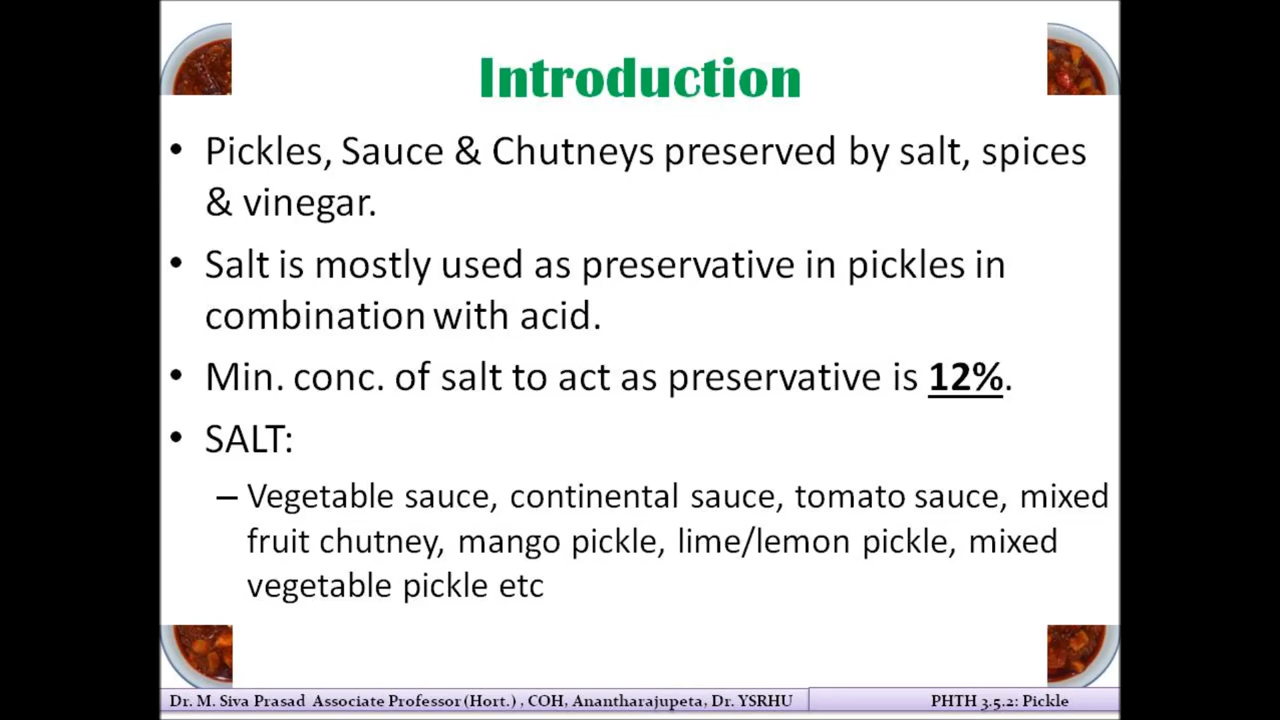 Introduction
• Pickles, Sauce & Chutneys preserved by salt, spices
& vinegar.
• Salt is mostly used as preservative in pickles in
combination with acid.
• Min. conc. of salt to act as preservative is 12%.
• SALT:
– Vegetable sauce, continental sauce, tomato sauce, mixed
fruit chutney, mango pickle, lime/lemon pickle, mixed
vegetable pickle etc
Dr. M. Siva Prasad Associate Professor (Hort.) , COH, Anantharajupeta, Dr. YSRHU
PHTH 3.5.2: Pickle